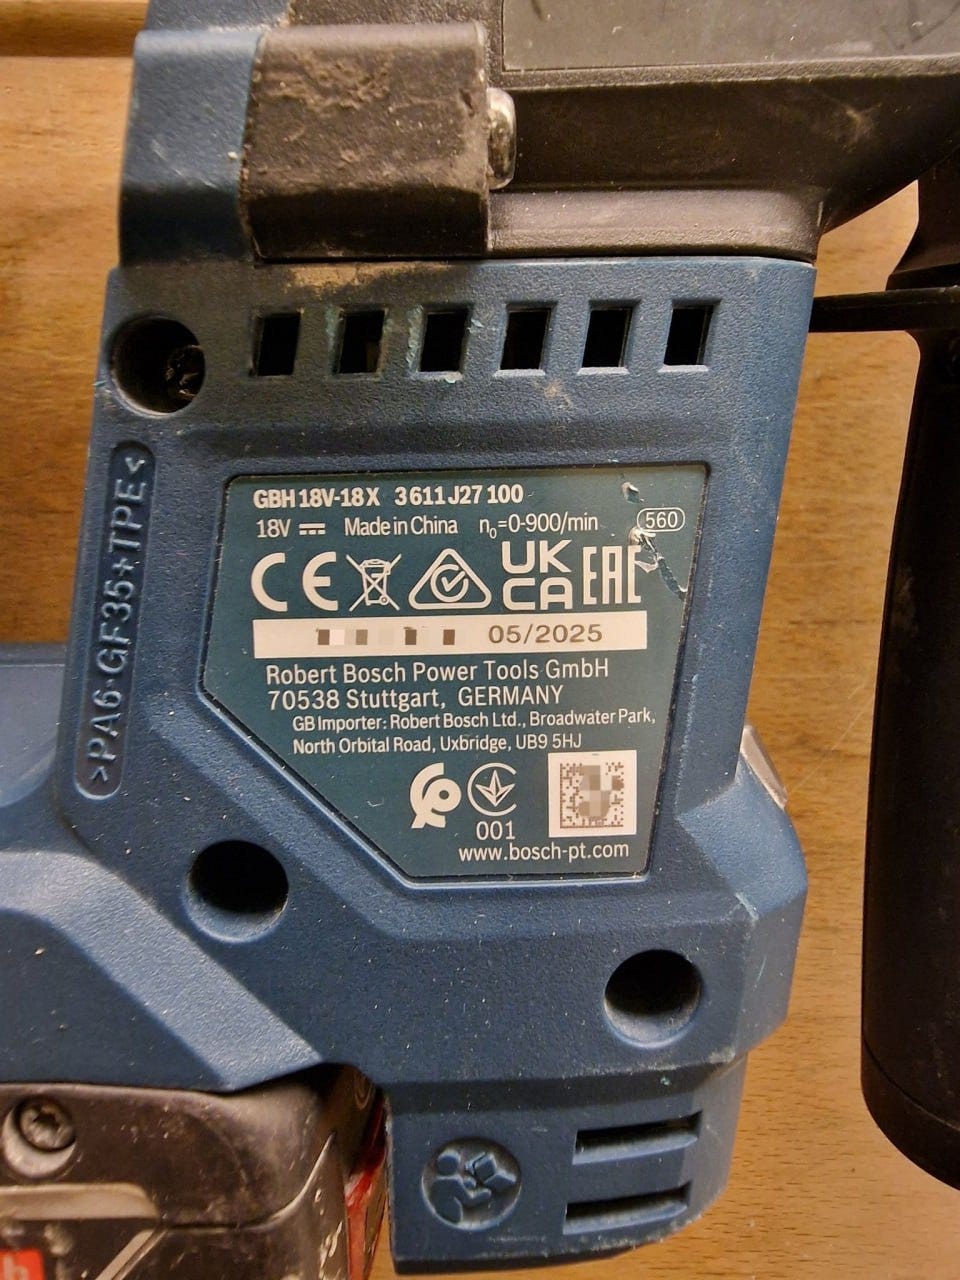 GBH 18V-18 X 3 611 J27 100
18V Made in China n0=0-900/min 560
CE UK CA EAC
05/2025
Robert Bosch Power Tools GmbH
70538 Stuttgart, GERMANY
GB Importer: Robert Bosch Ltd., Broadwater Park,
North Orbital Road, Uxbridge, UB9 5HJ
001
www.bosch-pt.com
>PA6-GF35+TPE<
h